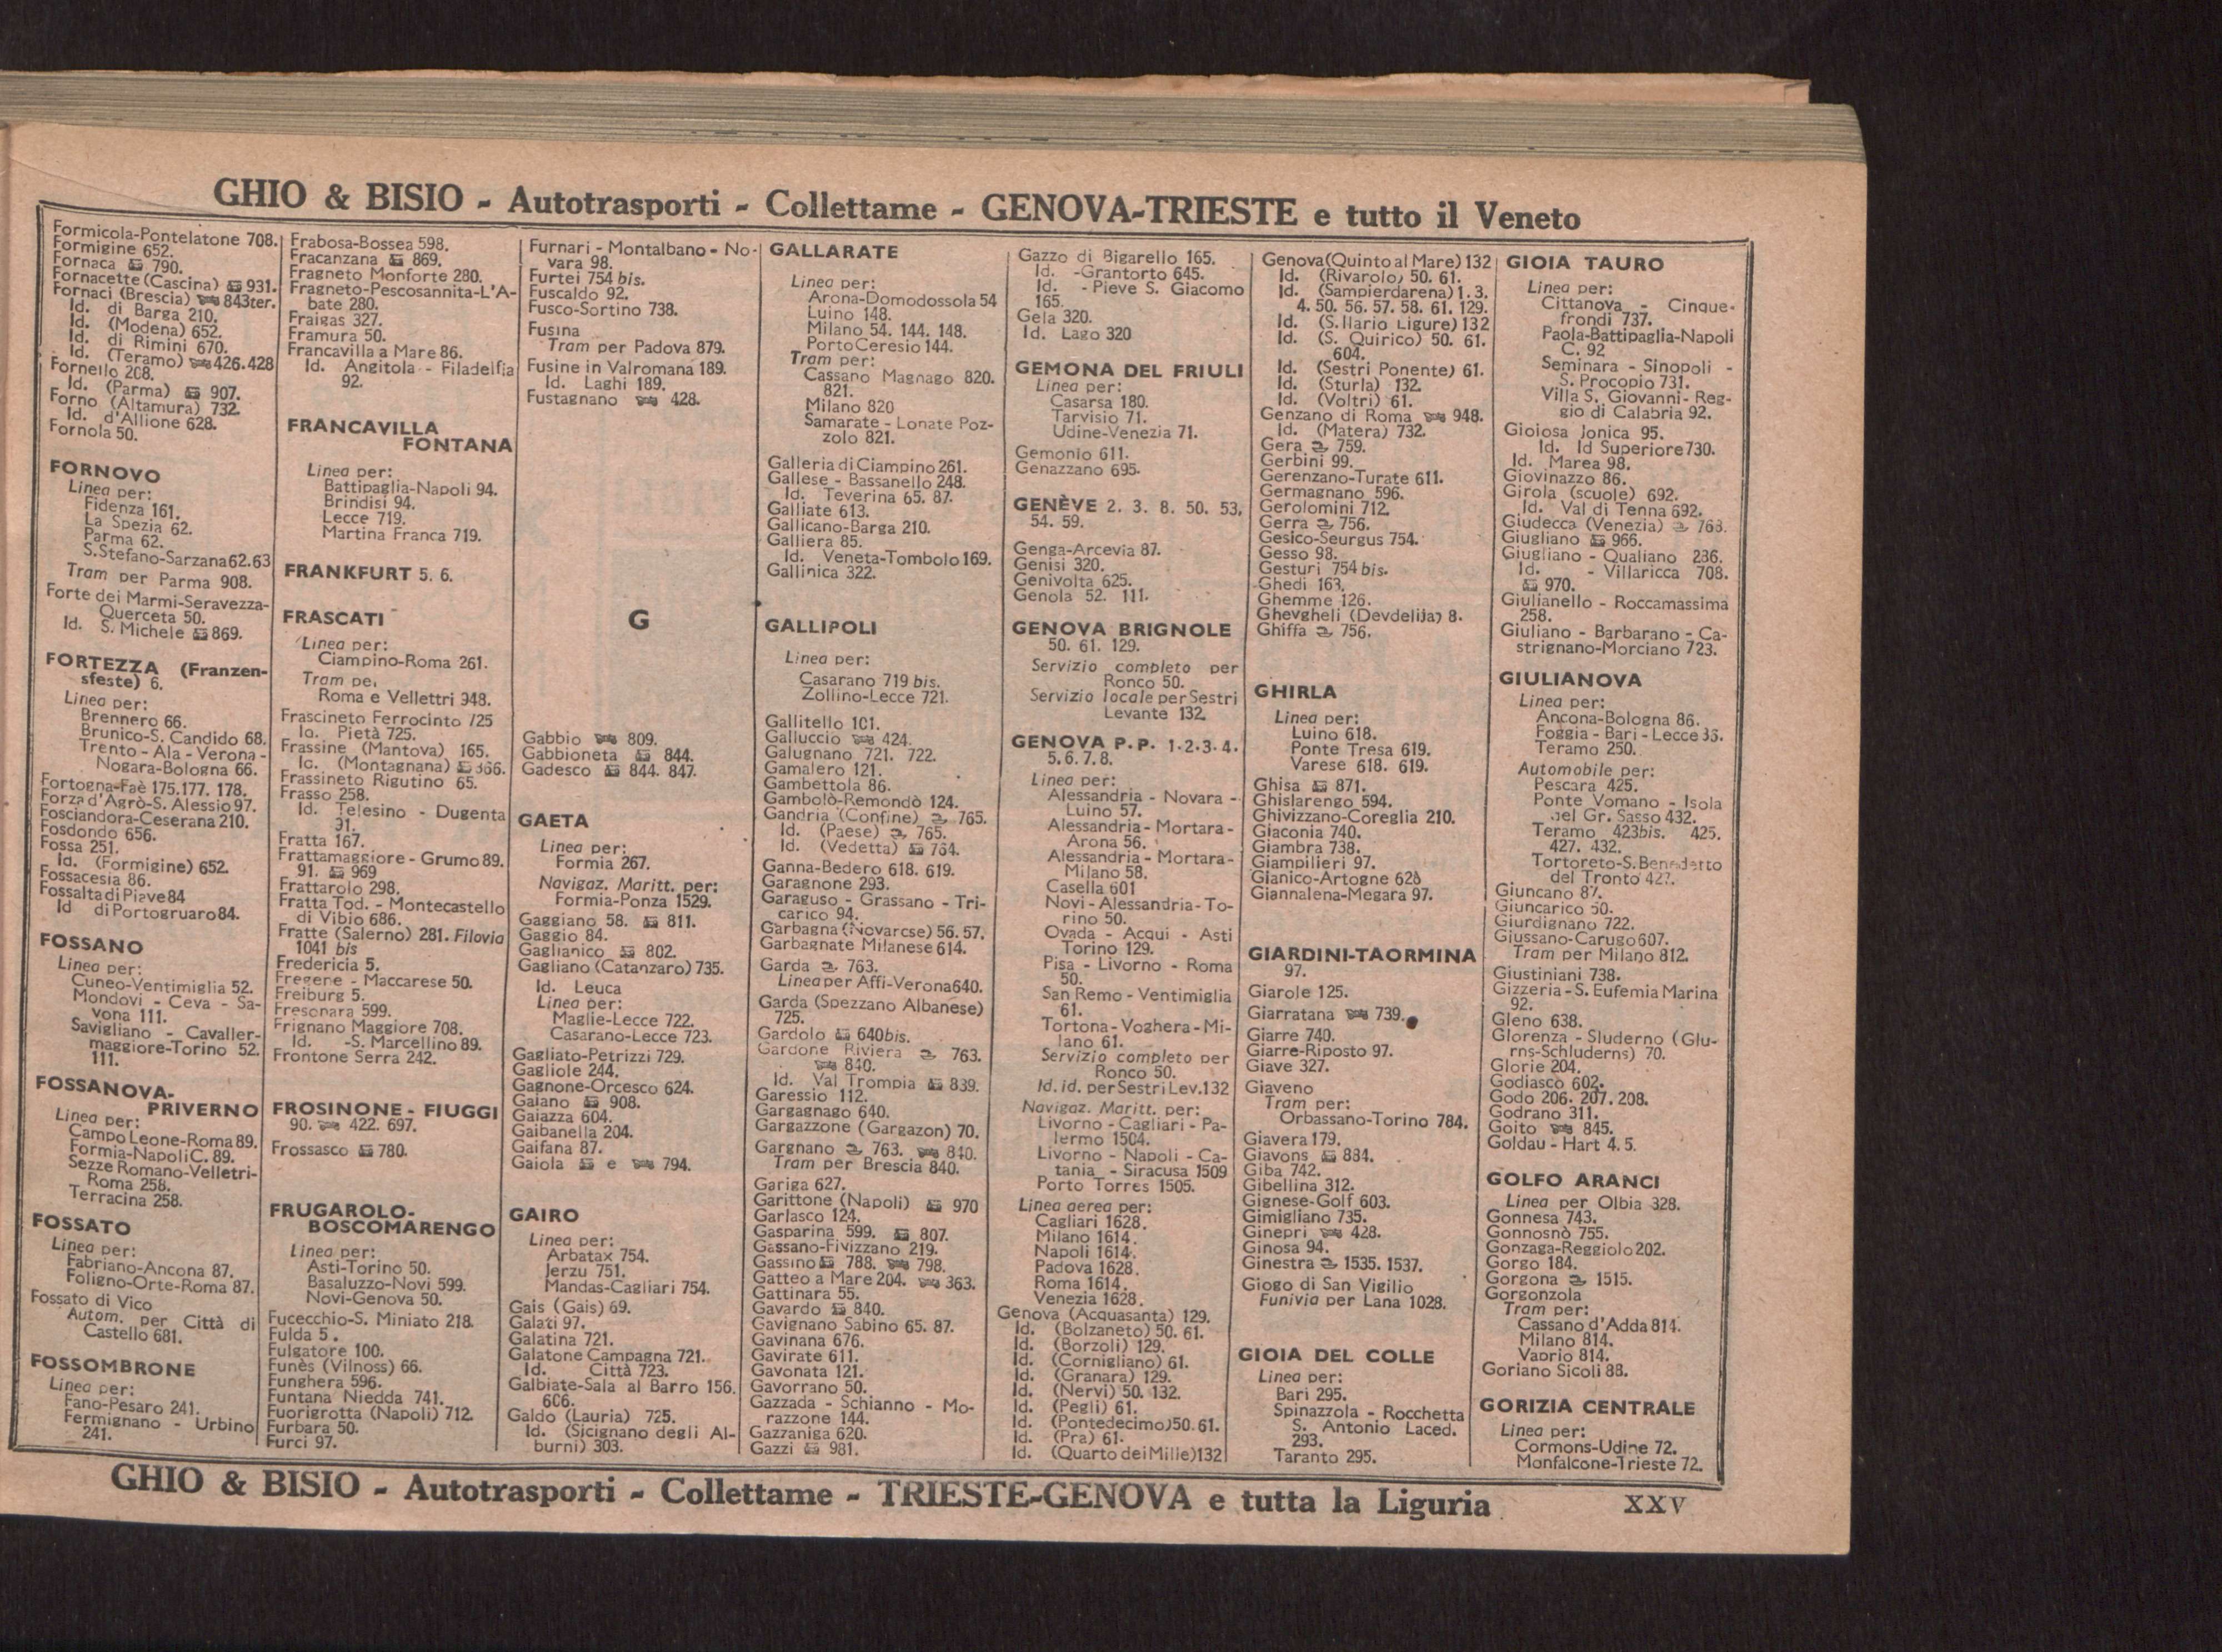 GHIO & BISIO - Autotrasporti - Collettame - GENOVA-TRIESTE e tutto il Veneto
Formicola-Pontelatone 708.
Formigine 652.
Fornaca 790.
Fornacette (Cascina) 931.
Fornaci (Brescia) 843ter.
Id. di Barga 210.
Id. (Modena) 652.
Id. di Rimini 670.
Id. (Teramo) 426.428
Fornello 208.
Id. (Parma) 907.
Forno (Altamura) 732.
Id. d'Allione 628.
Fornola 50.
FORNOVO
Linea per:
Fidenza 161.
La Spezia 62.
Parma 62.
S.Stefano-Sarzana 62.63
Tram per Parma 908.
Forte dei Marmi-Seravezza-
Querceta 50.
Id. S. Michele 869.
FORTEZZA (Franzen-
sfeste) 6.
Linea per:
Brennero 66.
Brunico-S. Candido 68.
Trento - Ala - Verona -
Nogara-Bologna 66.
Fortogna-Faè 175.177. 178.
Forza d'Agrò-S. Alessio 97.
Fosciandora-Ceserana 210.
Fosdondo 656.
Fossa 251.
Id. (Formigine) 652.
Fossacesia 86.
Fossalta di Piave 84
Id di Portogruaro 84.
FOSSANO
Linea per:
Cuneo-Ventimiglia 52.
Mondovì - Ceva - Sa-
vona 111.
Savigliano - Cavaller-
maggiore-Torino 52.
111.
FOSSANOVA-
PRIVERNO
Linea per:
Campo Leone-Roma 89.
Formia-Napoli C. 89.
Sezze Romano-Velletri-
Roma 258.
Terracina 258.
FOSSATO
Linea per:
Fabriano-Ancona 87.
Foligno-Orte-Roma 87.
Fossato di Vico
Autom. per Città di
Castello 681.
FOSSOMBRONE
Linea per:
Fano-Pesaro 241.
Fermignano - Urbino
241.
Frabosa-Bossea 598.
Fracanzana 869.
Fragneto Monforte 280.
Fragneto-Pescosannita-L'A-
bate 280.
Fraigas 327.
Framura 50.
Francavilla a Mare 86.
Id. Angitola - Filadelfia
92.
FRANCAVILLA
FONTANA
Linea per:
Battipaglia-Napoli 94.
Brindisi 94.
Lecce 719.
Martina Franca 719.
FRANKFURT 5. 6.
FRASCATI
Linea per:
Ciampino-Roma 261.
Tram pe.
Roma e Vellettri 948.
Frascineto Ferrocinto 725
Id. Pietà 725.
Frassine (Mantova) 165.
Id. (Montagnana) 366.
Frassineto Rigutino 65.
Frasso 258.
Id. Telesino - Dugenta
31.
Fratta 167.
Frattamaggiore - Grumo 89.
91. 969
Frattarolo 298.
Fratta Tod. - Montecastello
di Vibio 686.
Fratte (Salerno) 281. Filovia
1041 bis
Fredericia 5.
Fregene - Maccarese 50.
Freiburg 5.
Fresonara 599.
Frignano Maggiore 708.
Id. -S. Marcellino 89.
Frontone Serra 242.
FROSINONE - FIUGGI
90. 422. 697.
Frossasco 780.
FRUGAROLO-
BOSCOMARENGO
Linea per:
Asti-Torino 50.
Basaluzzo-Novi 599.
Novi-Genova 50.
Fucecchio-S. Miniato 218.
Fulda 5.
Fulgatore 100.
Funès (Vilnoss) 66.
Funghera 596.
Funtana Niedda 741.
Fuorigrotta (Napoli) 712.
Furbara 50.
Furci 97.
Furnari - Montalbano - No-
vara 98.
Furtei 754 bis.
Fuscaldo 92.
Fusco-Sortino 738.
Fusina
Tram per Padova 879.
Fusine in Valromana 189.
Id. Laghi 189.
Fustagnano 428.
G
Gabbio 809.
Gabbioneta 844.
Gadesco 844. 847.
GAETA
Linea per:
Formia 267.
Navigaz. Maritt. per:
Formia-Ponza 1529.
Gaggiano 58. 811.
Gaggio 84.
Gaglianico 802.
Gagliano (Catanzaro) 735.
Id. Leuca
Linea per:
Maglie-Lecce 722.
Casarano-Lecce 723.
Gagliato-Petrizzi 729.
Gagliole 244.
Gagnone-Orcesco 624.
Gaiano 908.
Gaiazza 604.
Gaibanella 204.
Gaifana 87.
Gaiola e 794.
GAIRO
Linea per:
Arbatax 754.
Jerzu 751.
Mandas-Cagliari 754.
Gais (Gais) 69.
Galati 97.
Galatina 721.
Galatone Campagna 721.
Id. Città 723.
Galbiate-Sala al Barro 156.
606.
Galdo (Lauria) 725.
Id. (Sicignano degli Al-
burni) 303.
GALLARATE
Linea per:
Arona-Domodossola 54
Luino 148.
Milano 54. 144. 148.
Porto Ceresio 144.
Tram per:
Cassano Magnago 820.
821.
Milano 820
Samarate - Lonate Poz-
zolo 821.
Galleria di Ciampino 261.
Gallese - Bassanello 248.
Id. Teverina 65. 87.
Galliate 613.
Gallicano-Barga 210.
Galliera 85.
Id. Veneta-Tombolo 169.
Gallinica 322.
GALLIPOLI
Linea per:
Casarano 719 bis.
Zollino-Lecce 721.
Gallitello 101.
Galluccio 424.
Galugnano 721. 722.
Gamalero 121.
Gambettola 86.
Gambolò-Remondò 124.
Gandria (Confine) 765.
Id. (Paese) 765.
Id. (Vedetta) 764.
Ganna-Bedero 618. 619.
Garagnone 293.
Garaguso - Grassano - Tri-
carico 94.
Garbagna (Novarese) 56. 57.
Garbagnate Milanese 614.
Garda 763.
Linea per Affi-Verona 640.
Garda (Spezzano Albanese)
725.
Gardolo 640bis.
Gardone Riviera 763.
840.
Id. Val Trompia 839.
Garessio 112.
Gargagnago 640.
Gargazzone (Gargazon) 70.
Gargnano 763. 840.
Tram per Brescia 840.
Gariga 627.
Garittone (Napoli) 970
Garlasco 124.
Gasparina 599. 807.
Gassano-Fivizzano 219.
Gassino 788. 798.
Gatteo a Mare 204. 363.
Gattinara 55.
Gavardo 840.
Gavignano Sabino 65. 87.
Gavinana 676.
Gavirate 611.
Gavonata 121.
Gavorrano 50.
Gazzada - Schianno - Mo-
razzone 144.
Gazzaniga 620.
Gazzi 981.
Gazzo di Bigarello 165.
Id. -Grantorto 645.
Id. - Pieve S. Giacomo
165.
Gela 320.
Id. Lago 320
GEMONA DEL FRIULI
Linea per:
Casarsa 180.
Tarvisio 71.
Udine-Venezia 71.
Gemonio 611.
Genazzano 695.
GENÈVE 2. 3. 8. 50. 53.
54. 59.
Genga-Arcevia 87.
Genisi 320.
Genivolta 625.
Genola 52. 111.
GENOVA BRIGNOLE
50. 61. 129.
Servizio completo per
Ronco 50.
Servizio locale per Sestri
Levante 132.
GENOVA P.P. 1.2.3.4.
5.6.7.8.
Linea per:
Alessandria - Novara -
Luino 57.
Alessandria - Mortara -
Arona 56.
Alessandria - Mortara-
Milano 58.
Casella 601
Novi - Alessandria - To-
rino 50.
Ovada - Acqui - Asti
Torino 129.
Pisa - Livorno - Roma
50.
San Remo - Ventimiglia
61.
Tortona - Voghera - Mi-
lano 61.
Servizio completo per
Ronco 50.
Id. id. per Sestri Lev. 132
Navigaz. Maritt. per:
Livorno - Cagliari - Pa-
lermo 1504.
Livorno - Napoli - Ca-
tania - Siracusa 1509
Porto Torres 1505.
Linea aerea per:
Cagliari 1628.
Milano 1614.
Napoli 1614.
Padova 1628.
Roma 1614.
Venezia 1628.
Genova (Acquasanta) 129.
Id. (Bolzaneto) 50. 61.
Id. (Borzoli) 129.
Id. (Cornigliano) 61.
Id. (Granara) 129.
Id. (Nervi) 50. 132.
Id. (Pegli) 61.
Id. (Pontedecimo) 50. 61.
Id. (Pra) 61.
Id. (Quarto dei Mille) 132
Genova (Quinto al Mare) 132
Id. (Rivarolo) 50. 61.
Id. (Sampierdarena) 1. 3.
4. 50. 56. 57. 58. 61. 129.
Id. (S. Ilario Ligure) 132
Id. (S. Quirico) 50. 61.
604.
Id. (Sestri Ponente) 61.
Id. (Sturla) 132.
Id. (Voltri) 61.
Genzano di Roma 948.
Id. (Matera) 732.
Gera 759.
Gerbini 99.
Gerenzano-Turate 611.
Germagnano 596.
Gerolomini 712.
Gerra 756.
Gesico-Seurgus 754.
Gesso 98.
Gesturi 754 bis.
Ghedi 163.
Ghemme 126.
Ghevgheli (Devdelija) 8.
Ghiffa 756.
GHIRLA
Linea per:
Luino 618.
Ponte Tresa 619.
Varese 618. 619.
Ghisa 871.
Ghislarengo 594.
Ghivizzano-Coreglia 210.
Giaconia 740.
Giambra 738.
Giampilieri 97.
Gianico-Artogne 628
Giannalena-Megara 97.
GIARDINI-TAORMINA
97.
Giarole 125.
Giarratana 739.
Giarre 740.
Giarre-Riposto 97.
Giave 327.
Giaveno
Tram per:
Orbassano-Torino 784.
Giavera 179.
Giavons 884.
Giba 742.
Gibellina 312.
Gignese-Golf 603.
Gimigliano 735.
Ginepri 428.
Ginosa 94.
Ginestra 1535. 1537.
Giogo di San Vigilio
Funivia per Lana 1028.
GIOIA DEL COLLE
Linea per:
Bari 295.
Spinazzola - Rocchetta
S. Antonio Laced.
293.
Taranto 295.
GIOIA TAURO
Linea per:
Cittanova - Cinque-
frondi 737.
Paola-Battipaglia-Napoli
C. 92
Seminara - Sinopoli -
S. Procopio 731.
Villa S. Giovanni - Reg-
gio di Calabria 92.
Gioiosa Jonica 95.
Id. Id Superiore 730.
Id. Marea 98.
Giovinazzo 86.
Girola (scuole) 692.
Id. Val di Tenna 692.
Giudecca (Venezia) 763.
Giugliano 966.
Giugliano - Qualiano 286.
Id. - Villaricca 708.
970.
Giulianello - Roccamassima
258.
Giuliano - Barbarano - Ca-
strignano-Morciano 723.
GIULIANOVA
Linea per:
Ancona-Bologna 86.
Foggia - Bari - Lecce 86.
Teramo 250.
Automobile per:
Pescara 425.
Ponte Vomano - Isola
del Gr. Sasso 432.
Teramo 423bis. 425.
427. 432.
Tortoreto-S. Benedetto
del Tronto 427.
Giuncano 87.
Giuncarico 50.
Giurdignano 722.
Giussano-Carugo 607.
Tram per Milano 812.
Giustiniani 738.
Gizzeria - S. Eufemia Marina
92.
Gleno 638.
Glorenza - Sluderno (Glu-
rns-Schluderns) 70.
Glorie 204.
Godiasco 602.
Godo 206. 207. 208.
Godrano 311.
Goito 845.
Goldau - Hart 4. 5.
GOLFO ARANCI
Linea per Olbia 328.
Gonnesa 743.
Gonnosnò 755.
Gonzaga-Reggiolo 202.
Gorgo 184.
Gorgona 1515.
Gorgonzola
Tram per:
Cassano d'Adda 814.
Milano 814.
Vaprio 814.
Goriano Sicoli 88.
GORIZIA CENTRALE
Linea per:
Cormons-Udine 72.
Monfalcone-Trieste 72.
GHIO & BISIO - Autotrasporti - Collettame - TRIESTE-GENOVA e tutta la Liguria
XXV